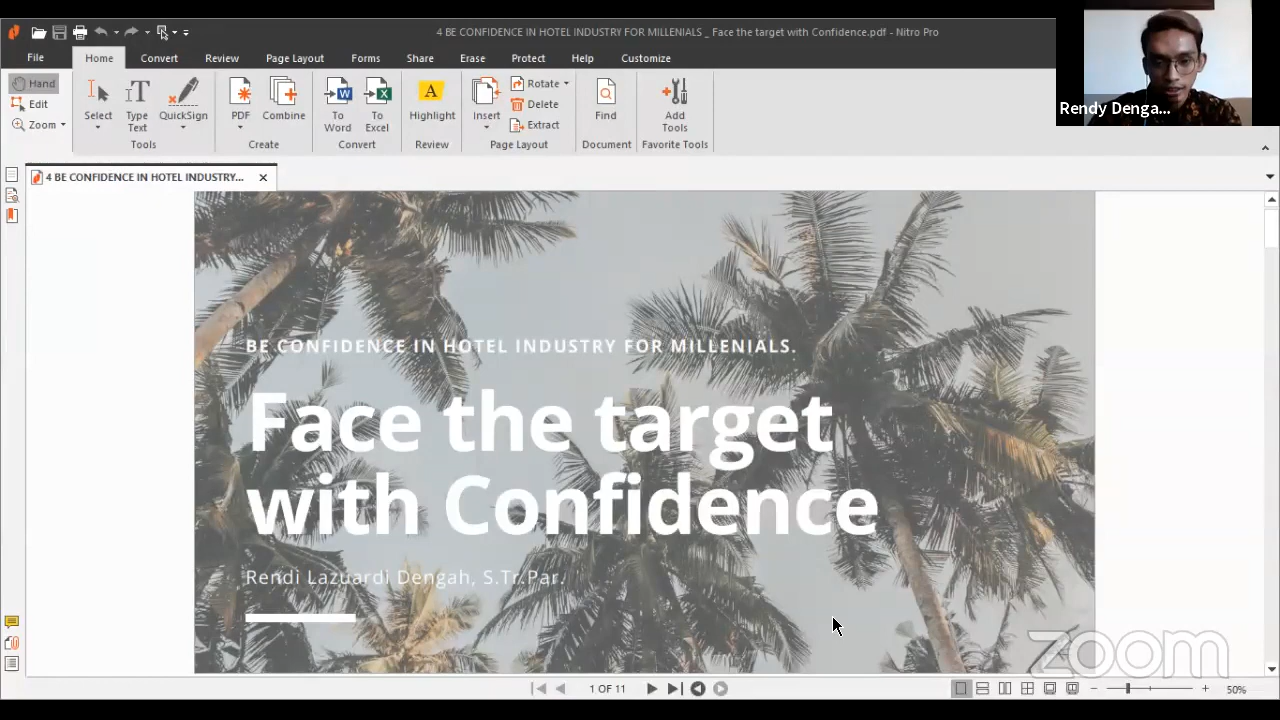 4 BE CONFIDENCE IN HOTEL INDUSTRY FOR MILLENIALS _ Face the target with Confidence.pdf - Nitro Pro
File Home Convert Review Page Layout Forms Share Erase Protect Help Customize
Hand
Edit
Zoom
Select
Type Text
QuickSign
Tools
PDF
Combine
Create
To Word
To Excel
Convert
Highlight
Review
Insert
Rotate
Delete
Extract
Page Layout
Find
Document
Add Tools
Favorite Tools
Rendy Denga...
4 BE CONFIDENCE IN HOTEL INDUSTRY...
BE CONFIDENCE IN HOTEL INDUSTRY FOR MILLENIALS.
Face the target
with Confidence
Rendi Lazuardi Dengah, S.Tr.Par.
zoom
1 OF 11
50%